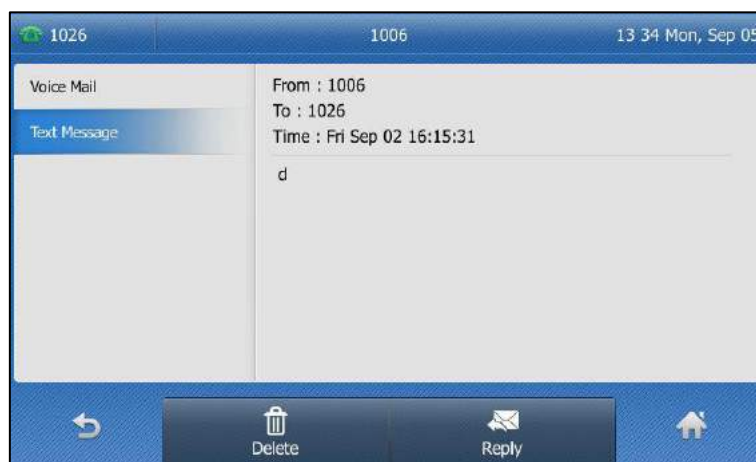 1026
1006
13 34 Mon, Sep 05
Voice Mail
Text Message
From : 1006
To : 1026
Time : Fri Sep 02 16:15:31
d
Delete
Reply